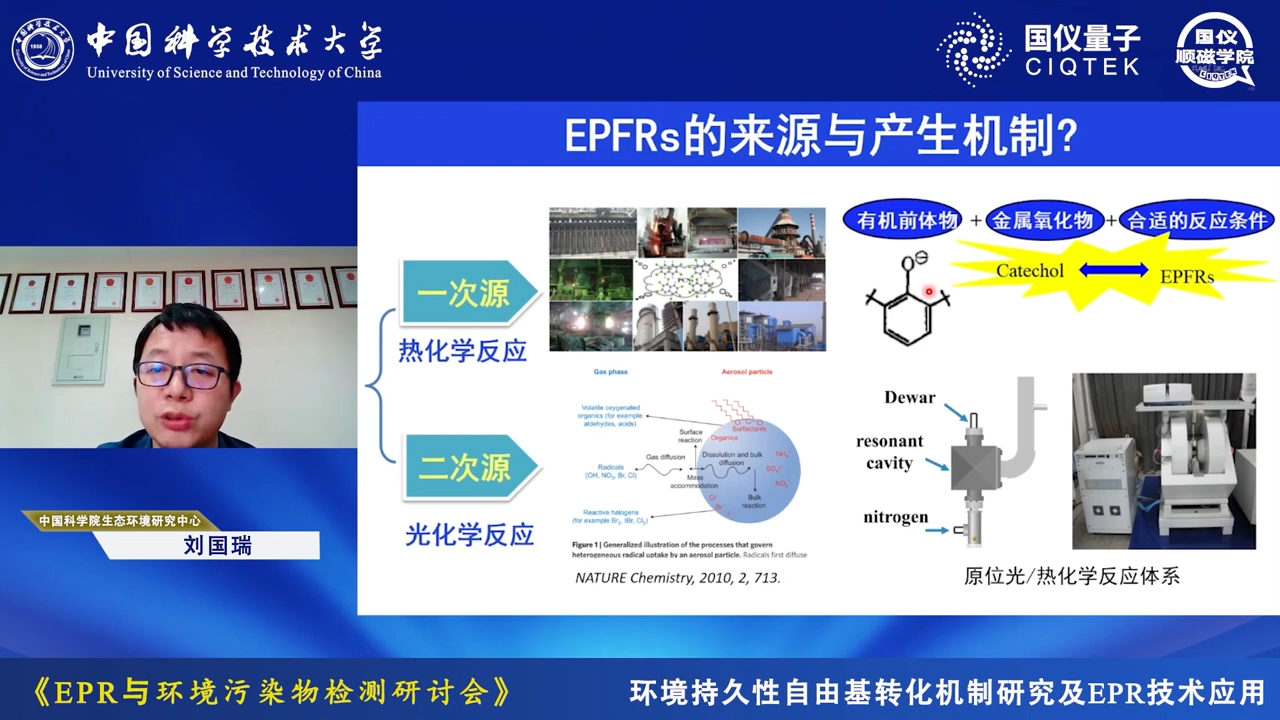 中国科学技术大学
University of Science and Technology of China
1958
国仪量子
CIQTEK
国仪
顺磁学院
CIQTEK
EPFRs的来源与产生机制?
一次源
热化学反应
二次源
光化学反应
Gas phase
Aerosol particle
Volatile oxygenated
organics (for example
aldehydes, acids)
Surface
reaction
Surfactants
Organics
Gas diffusion
Dissolution and bulk
diffusion
Radicals
(OH, NO₃, Br, Cl)
Mass
accommodation
NH₄⁺
SO₄²⁻
NO₃⁻
Cl⁻
Br⁻
I⁻
Bulk
reaction
Reactive halogens
(for example Br₂, IBr, Cl₂)
Figure 1 | Generalized illustration of the processes that govern
heterogeneous radical uptake by an aerosol particle. Radicals first diffuse
NATURE Chemistry, 2010, 2, 713.
有机前体物 + 金属氧化物 + 合适的反应条件
O⊖
Catechol
EPFRs
Dewar
resonant
cavity
nitrogen
原位光/热化学反应体系
中国科学院生态环境研究中心
刘国瑞
《EPR与环境污染物检测研讨会》
环境持久性自由基转化机制研究及EPR技术应用